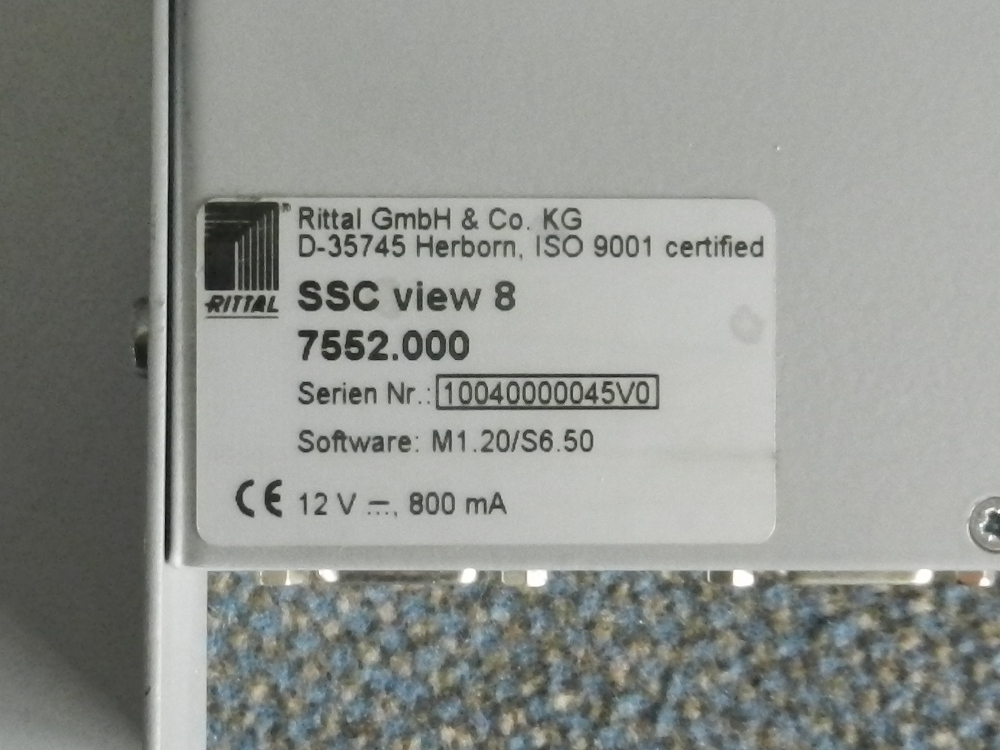 Rittal GmbH & Co. KG
D-35745 Herborn, ISO 9001 certified
RITTAL
SSC view 8
7552.000
Serien Nr.: 10040000045V0
Software: M1.20/S6.50
CE 12 V ⎓, 800 mA